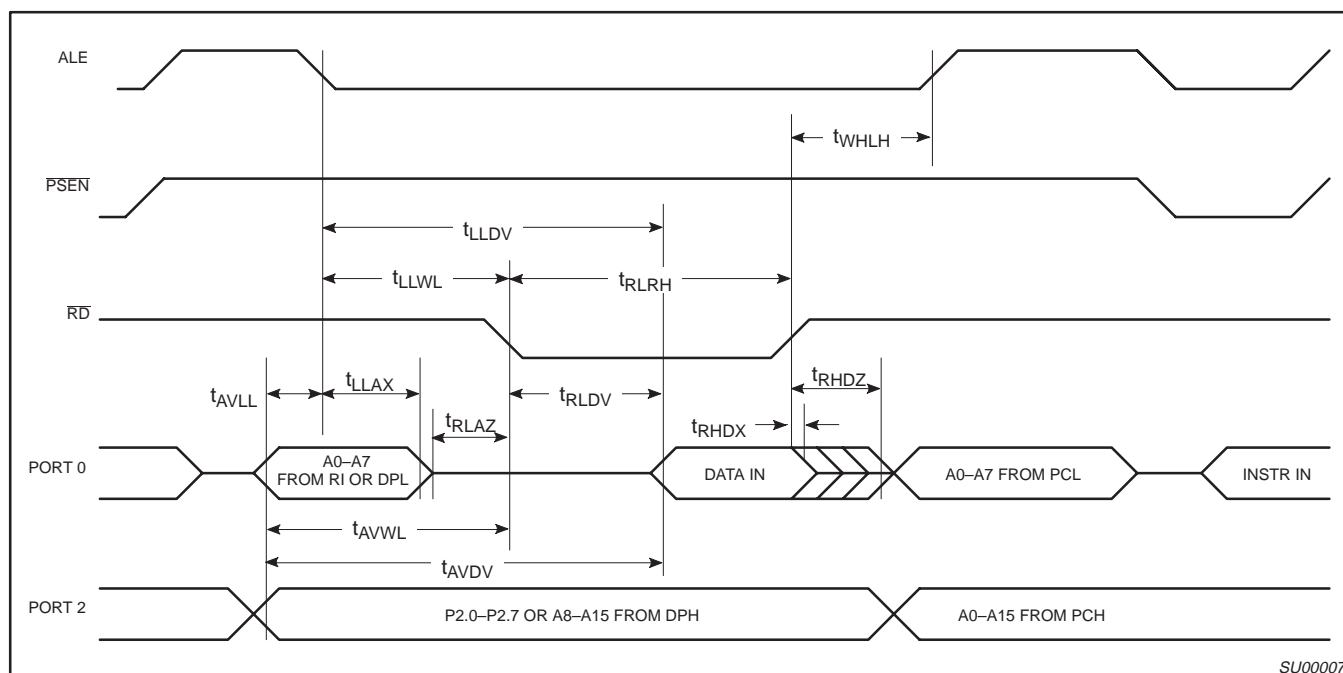 ALE
tWHLH
PSEN
tLLDV
tLLWL
tRLRH
RD
tAVLL
tLLAX
tRLDV
tRHDZ
tRLAZ
tRHDX
PORT 0
A0–A7
FROM RI OR DPL
DATA IN
A0–A7 FROM PCL
INSTR IN
tAVWL
tAVDV
PORT 2
P2.0–P2.7 OR A8–A15 FROM DPH
A0–A15 FROM PCH
SU00007